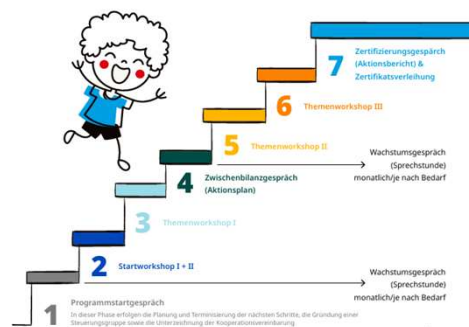 7
Zertifizierungsgespärch
(Aktionsbericht) &
Zertifikatsverleihung
6
Themenworkshop III
5
Themenworkshop II
Wachstumsgespräch
(Sprechstunde)
monatlich/je nach Bedarf
4
Zwischenbilanzgespräch
(Aktionsplan)
3
Themenworkshop I
2
Startworkshop I + II
Wachstumsgespräch
(Sprechstunde)
monatlich/je nach Bedarf
1
Programmstartgespräch
In dieser Phase erfolgen die Planung und Terminisierung der nächsten Schritte, die Gründung einer
Steuerungsgruppe sowie die Unterzeichnung der Kooperationsvereinbarung